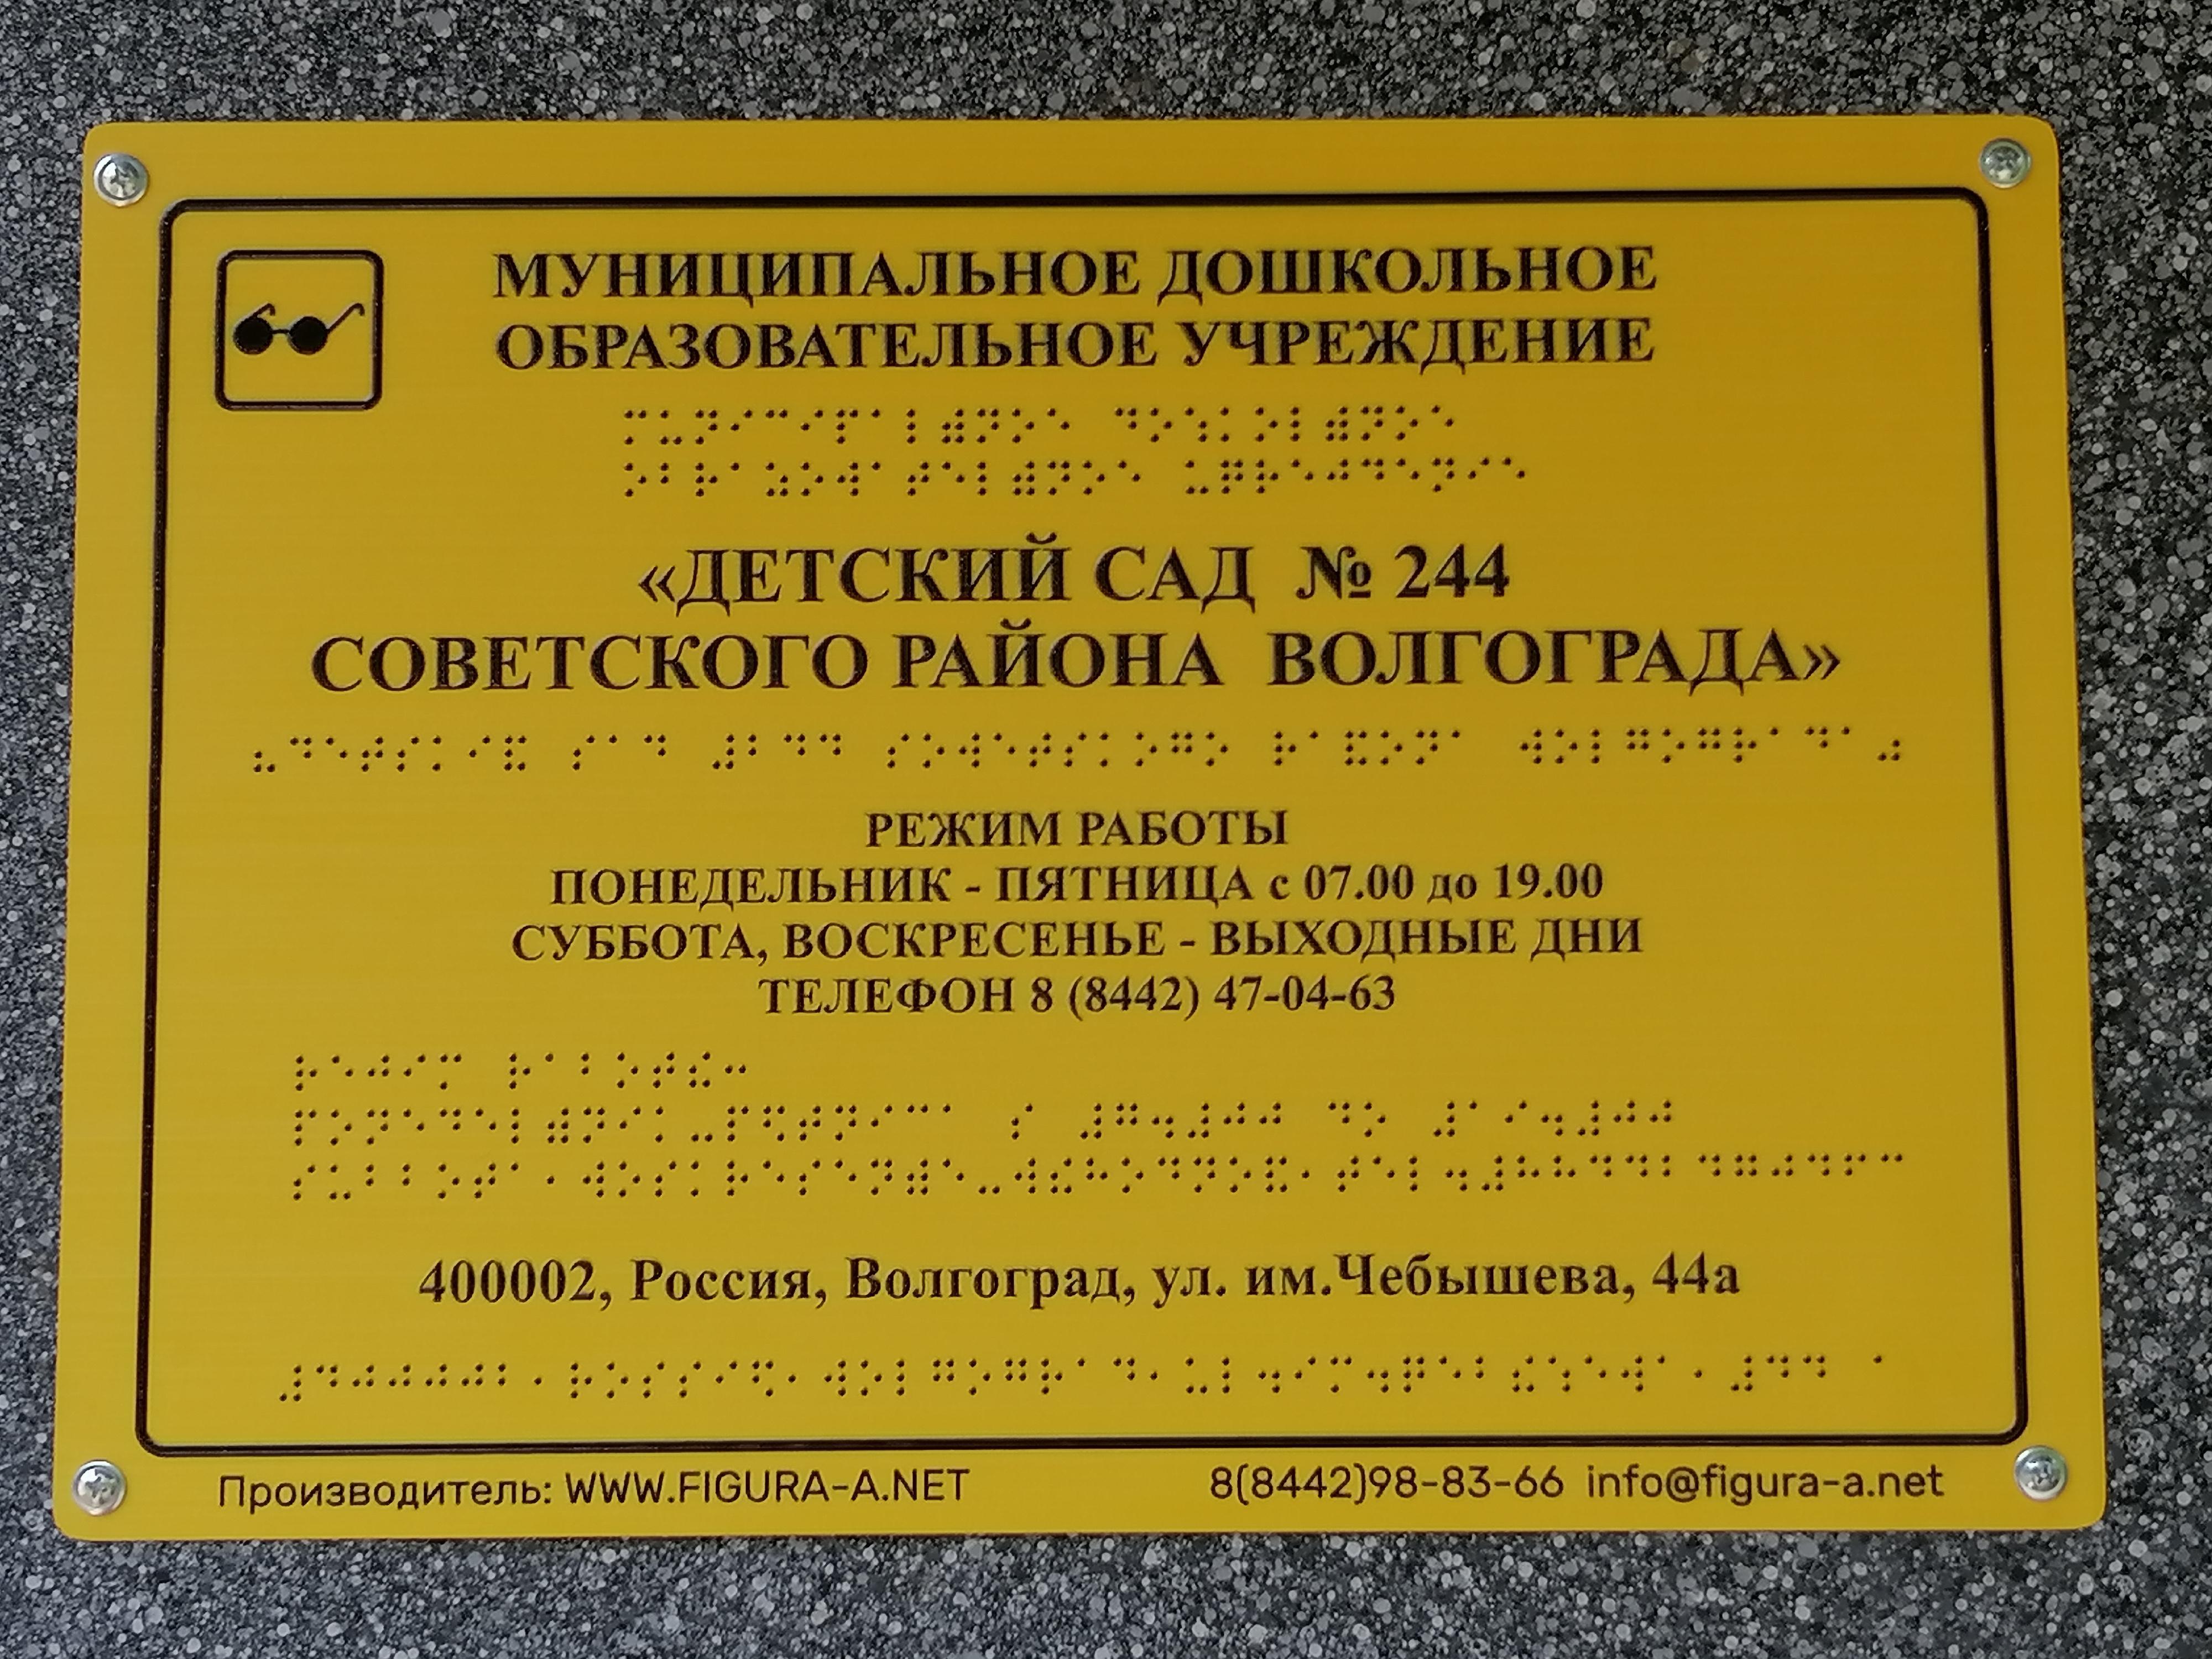 МУНИЦИПАЛЬНОЕ ДОШКОЛЬНОЕ
ОБРАЗОВАТЕЛЬНОЕ УЧРЕЖДЕНИЕ
«ДЕТСКИЙ САД № 244
СОВЕТСКОГО РАЙОНА ВОЛГОГРАДА»
РЕЖИМ РАБОТЫ
ПОНЕДЕЛЬНИК - ПЯТНИЦА с 07.00 до 19.00
СУББОТА, ВОСКРЕСЕНЬЕ - ВЫХОДНЫЕ ДНИ
ТЕЛЕФОН 8 (8442) 47-04-63
400002, Россия, Волгоград, ул. им.Чебышева, 44а
Производитель: WWW.FIGURA-A.NET 8(8442)98-83-66 info@figura-a.net